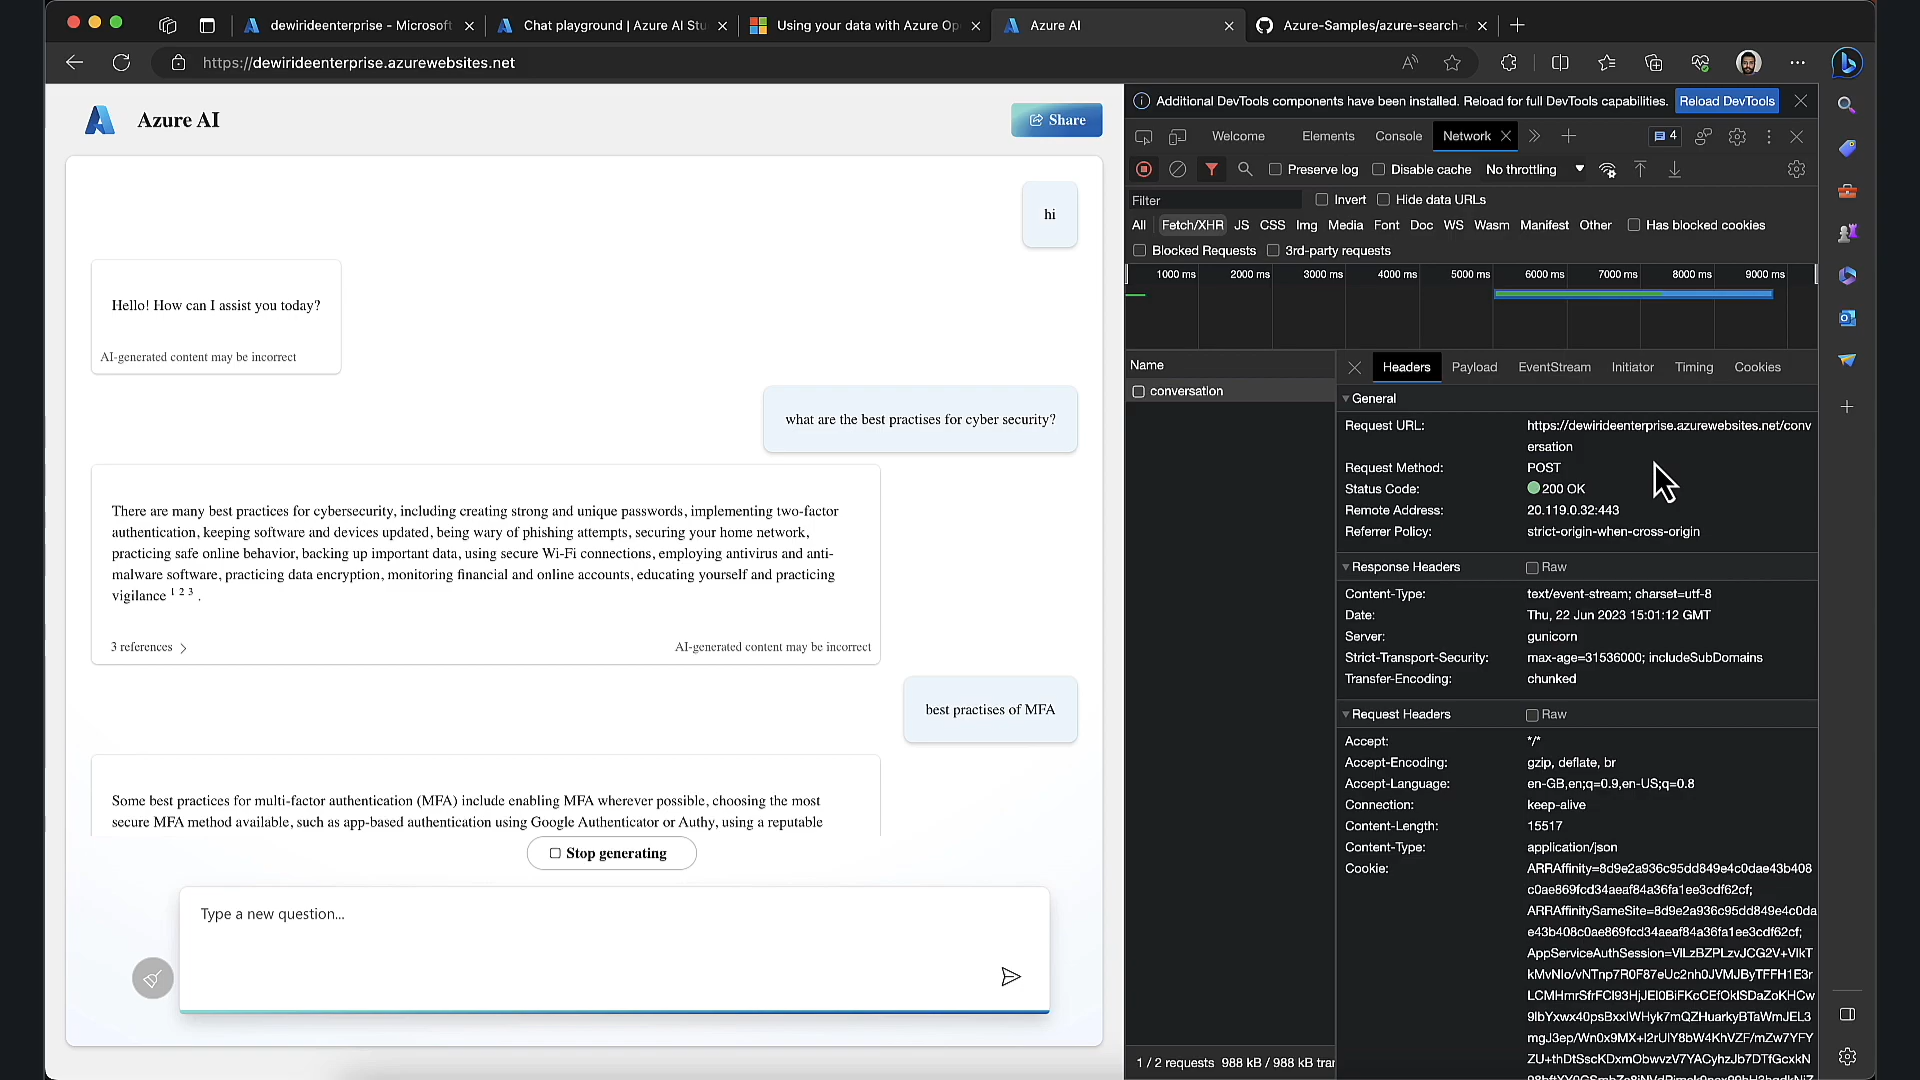 dewirideenterprise - Microsoft
Chat playground | Azure AI Stu
Using your data with Azure Op
Azure AI
Azure-Samples/azure-search-
https://dewirideenterprise.azurewebsites.net
Azure AI
Share
hi
Hello! How can I assist you today?
AI-generated content may be incorrect
what are the best practises for cyber security?
There are many best practices for cybersecurity, including creating strong and unique passwords, implementing two-factor
authentication, keeping software and devices updated, being wary of phishing attempts, securing your home network,
practicing safe online behavior, backing up important data, using secure Wi-Fi connections, employing antivirus and anti-
malware software, practicing data encryption, monitoring financial and online accounts, educating yourself and practicing
vigilance 1 2 3 .
3 references
AI-generated content may be incorrect
best practises of MFA
Some best practices for multi-factor authentication (MFA) include enabling MFA wherever possible, choosing the most
secure MFA method available, such as app-based authentication using Google Authenticator or Authy, using a reputable
Stop generating
Type a new question...
Additional DevTools components have been installed. Reload for full DevTools capabilities.
Reload DevTools
Welcome Elements Console Network 4
Preserve log Disable cache No throttling
Filter Invert Hide data URLs
All Fetch/XHR JS CSS Img Media Font Doc WS Wasm Manifest Other Has blocked cookies
Blocked Requests 3rd-party requests
1000 ms 2000 ms 3000 ms 4000 ms 5000 ms 6000 ms 7000 ms 8000 ms 9000 ms
Name
conversation
Headers Payload EventStream Initiator Timing Cookies
General
Request URL: https://dewirideenterprise.azurewebsites.net/conv
ersation
Request Method: POST
Status Code: 200 OK
Remote Address: 20.119.0.32:443
Referrer Policy: strict-origin-when-cross-origin
Response Headers Raw
Content-Type: text/event-stream; charset=utf-8
Date: Thu, 22 Jun 2023 15:01:12 GMT
Server: gunicorn
Strict-Transport-Security: max-age=31536000; includeSubDomains
Transfer-Encoding: chunked
Request Headers Raw
Accept: */*
Accept-Encoding: gzip, deflate, br
Accept-Language: en-GB,en;q=0.9,en-US;q=0.8
Connection: keep-alive
Content-Length: 15517
Content-Type: application/json
Cookie: ARRAffinity=8d9e2a936c95dd849e4c0dae43b408
c0ae869fcd34aeaf84a36fa1ee3cdf62cf;
ARRAffinitySameSite=8d9e2a936c95dd849e4c0da
e43b408c0ae869fcd34aeaf84a36fa1ee3cdf62cf;
1 / 2 requests 988 kB / 988 kB tra